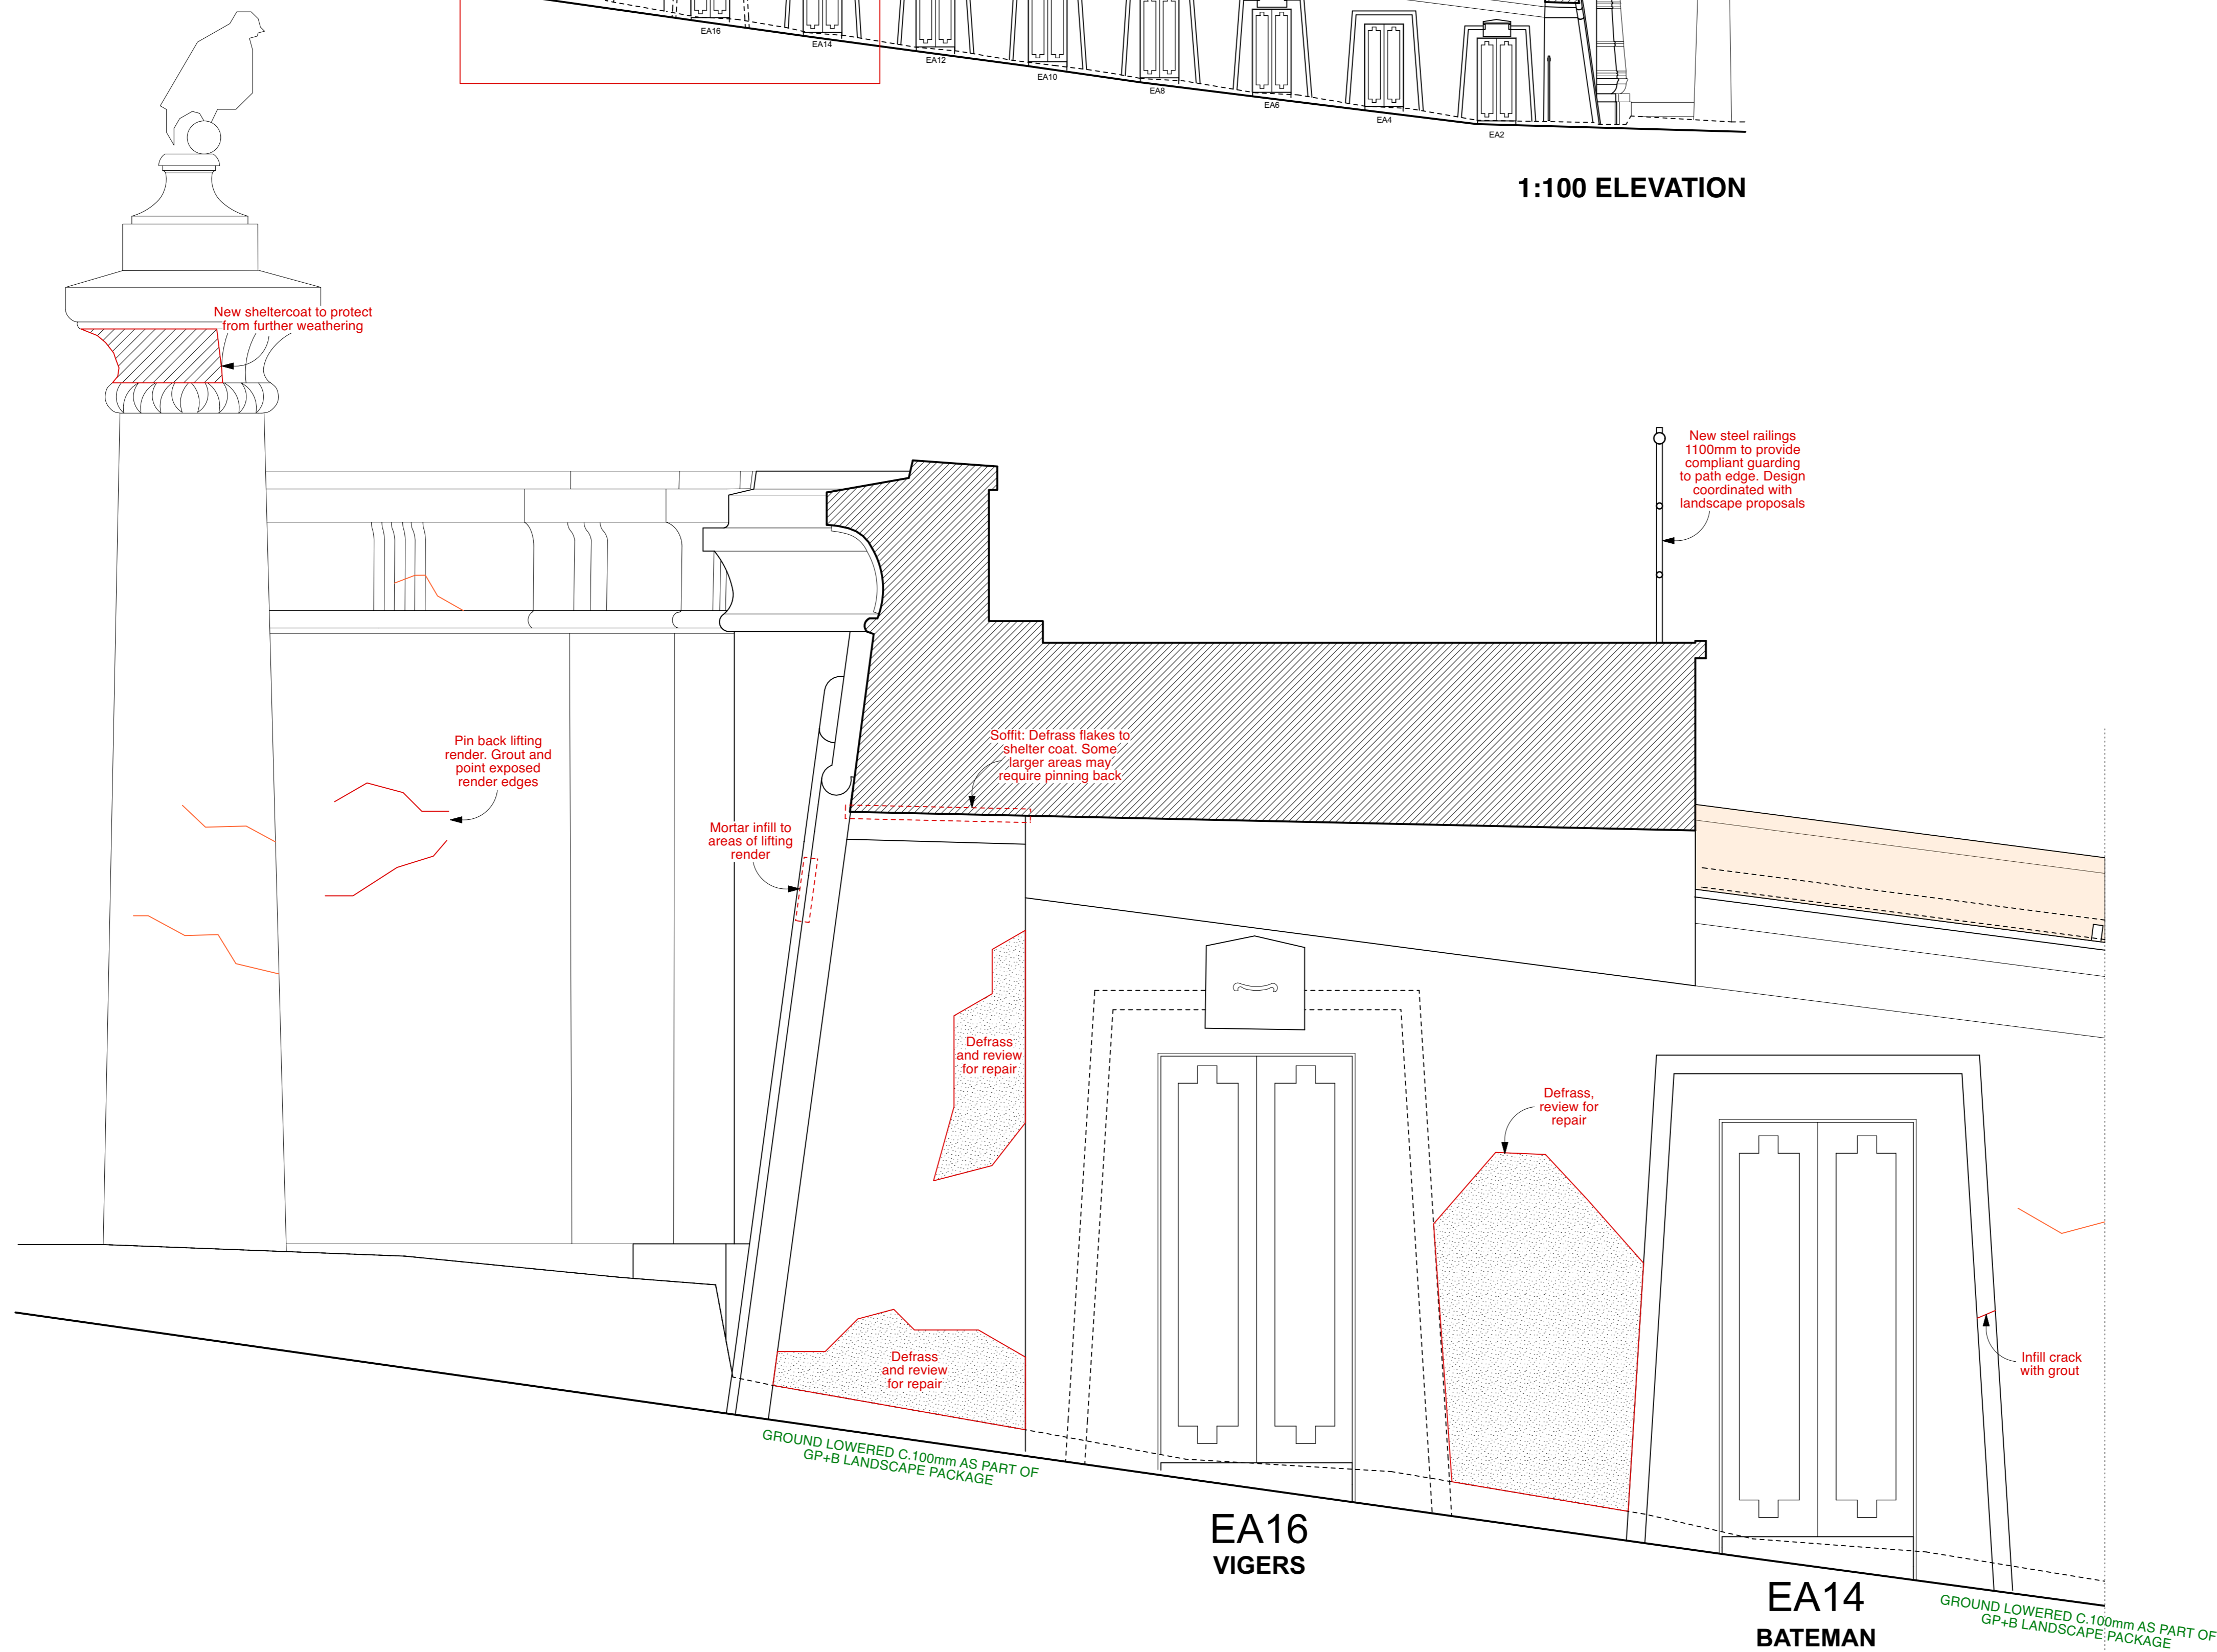 EA16
EA14
EA12
EA10
EA8
EA6
EA4
EA2
1:100 ELEVATION
New sheltercoat to protect
from further weathering
New steel railings
1100mm to provide
compliant guarding
to path edge. Design
coordinated with
landscape proposals
Pin back lifting
render. Grout and
point exposed
render edges
Soffit: Defrass flakes to
shelter coat. Some
larger areas may
require pinning back
Mortar infill to
areas of lifting
render
Defrass
and review
for repair
Defrass,
review for
repair
Defrass
and review
for repair
Infill crack
with grout
GROUND LOWERED C.100mm AS PART OF
GP+B LANDSCAPE PACKAGE
EA16
VIGERS
EA14
BATEMAN
GROUND LOWERED C.100mm AS PART OF
GP+B LANDSCAPE PACKAGE